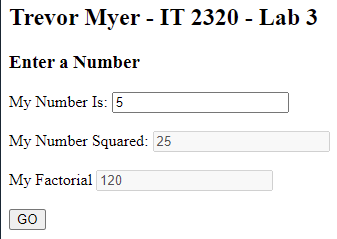 Trevor Myer - IT 2320 - Lab 3
Enter a Number
My Number Is: 5
My Number Squared: 25
My Factorial 120
GO